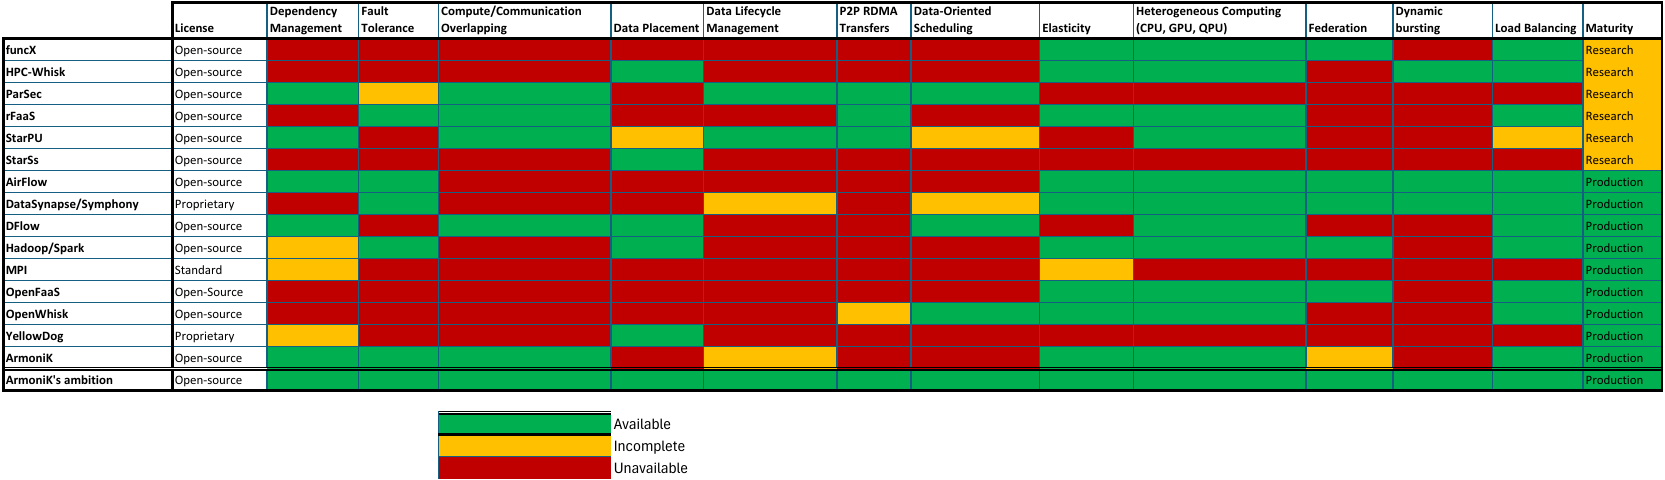 License Dependency Management Fault Tolerance Compute/Communication Overlapping Data Placement Data Lifecycle Management P2P RDMA Transfers Data-Oriented Scheduling Elasticity Heterogeneous Computing (CPU, GPU, QPU) Federation Dynamic bursting Load Balancing Maturity
funcX Open-source Research
HPC-Whisk Open-source Research
ParSec Open-source Research
rFaaS Open-source Research
StarPU Open-source Research
StarSs Open-source Research
AirFlow Open-source Production
DataSynapse/Symphony Proprietary Production
DFlow Open-source Production
Hadoop/Spark Open-source Production
MPI Standard Production
OpenFaaS Open-Source Production
OpenWhisk Open-source Production
YellowDog Proprietary Production
ArmoniK Open-source Production
ArmoniK's ambition Open-source Production
Available
Incomplete
Unavailable